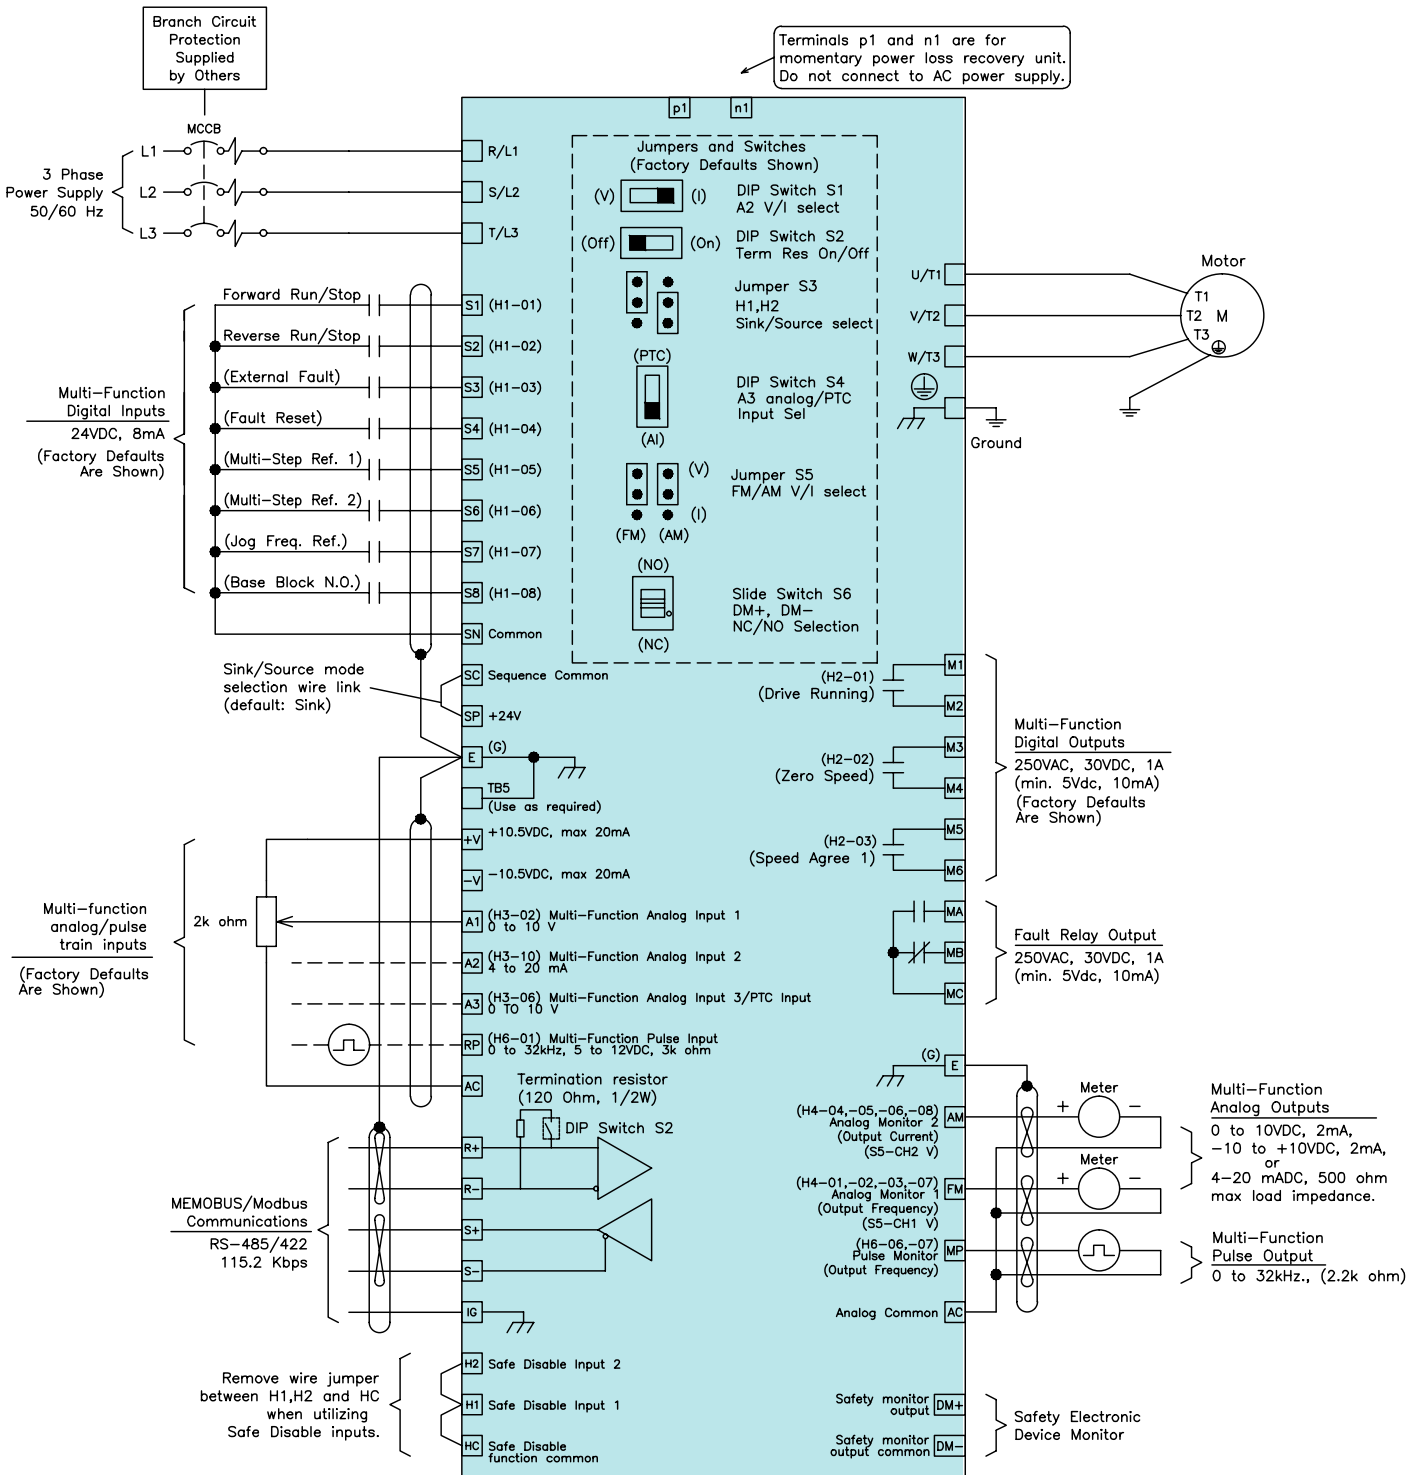 Branch Circuit
Protection
Supplied
by Others
Terminals p1 and n1 are for
momentary power loss recovery unit.
Do not connect to AC power supply.
p1
n1
MCCB
3 Phase
Power Supply
50/60 Hz
L1
L2
L3
R/L1
S/L2
T/L3
Jumpers and Switches
(Factory Defaults Shown)
(V)
(I)
DIP Switch S1
A2 V/I select
(Off)
(On)
DIP Switch S2
Term Res On/Off
Jumper S3
H1,H2
Sink/Source select
(PTC)
DIP Switch S4
A3 analog/PTC
Input Sel
(AI)
(V)
Jumper S5
FM/AM V/I select
(I)
(FM)
(AM)
(NO)
Slide Switch S6
DM+, DM-
NC/NO Selection
(NC)
U/T1
V/T2
W/T3
Motor
T1
T2
M
T3
Ground
Multi-Function
Digital Inputs
24VDC, 8mA
(Factory Defaults
Are Shown)
Forward Run/Stop
S1
(H1-01)
Reverse Run/Stop
S2
(H1-02)
(External Fault)
S3
(H1-03)
(Fault Reset)
S4
(H1-04)
(Multi-Step Ref. 1)
S5
(H1-05)
(Multi-Step Ref. 2)
S6
(H1-06)
(Jog Freq. Ref.)
S7
(H1-07)
(Base Block N.O.)
S8
(H1-08)
SN
Common
Sink/Source mode
selection wire link
(default: Sink)
SC
Sequence Common
SP
+24V
E
(G)
TB5
(Use as required)
M1
(H2-01)
(Drive Running)
M2
M3
(H2-02)
(Zero Speed)
M4
M5
(H2-03)
(Speed Agree 1)
M6
Multi-Function
Digital Outputs
250VAC, 30VDC, 1A
(min. 5Vdc, 10mA)
(Factory Defaults
Are Shown)
Multi-function
analog/pulse
train inputs
(Factory Defaults
Are Shown)
2k ohm
+V
+10.5VDC, max 20mA
-V
-10.5VDC, max 20mA
A1
(H3-02) Multi-Function Analog Input 1
0 to 10 V
A2
(H3-10) Multi-Function Analog Input 2
4 to 20 mA
A3
(H3-06) Multi-Function Analog Input 3/PTC Input
0 TO 10 V
RP
(H6-01) Multi-Function Pulse Input
0 to 32kHz, 5 to 12VDC, 3k ohm
AC
MA
MB
MC
Fault Relay Output
250VAC, 30VDC, 1A
(min. 5Vdc, 10mA)
Termination resistor
(120 Ohm, 1/2W)
DIP Switch S2
MEMOBUS/Modbus
Communications
RS-485/422
115.2 Kbps
R+
R-
S+
S-
IG
(G)
E
(H4-04,-05,-06,-08)
Analog Monitor 2
(Output Current)
(S5-CH2 V)
AM
+
Meter
-
(H4-01,-02,-03,-07)
Analog Monitor 1
(Output Frequency)
(S5-CH1 V)
FM
+
Meter
-
(H6-06,-07)
Pulse Monitor
(Output Frequency)
MP
Analog Common
AC
Multi-Function
Analog Outputs
0 to 10VDC, 2mA,
-10 to +10VDC, 2mA,
or
4-20 mADC, 500 ohm
max load impedance.
Multi-Function
Pulse Output
0 to 32kHz., (2.2k ohm)
Remove wire jumper
between H1,H2 and HC
when utilizing
Safe Disable inputs.
H2
Safe Disable Input 2
H1
Safe Disable Input 1
HC
Safe Disable
function common
Safety monitor
output
DM+
Safety monitor
output common
DM-
Safety Electronic
Device Monitor